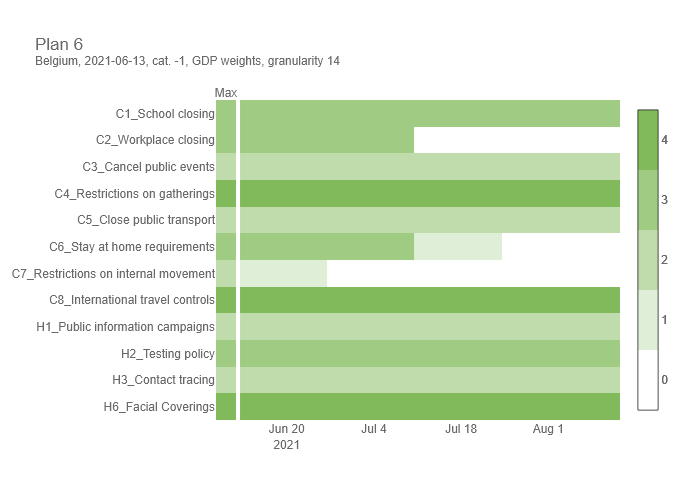 Plan 6
Belgium, 2021-06-13, cat. -1, GDP weights, granularity 14
Max
C1_School closing
C2_Workplace closing
C3_Cancel public events
C4_Restrictions on gatherings
C5_Close public transport
C6_Stay at home requirements
C7_Restrictions on internal movement
C8_International travel controls
H1_Public information campaigns
H2_Testing policy
H3_Contact tracing
H6_Facial Coverings
Jun 20
2021
Jul 4
Jul 18
Aug 1
4
3
2
1
0